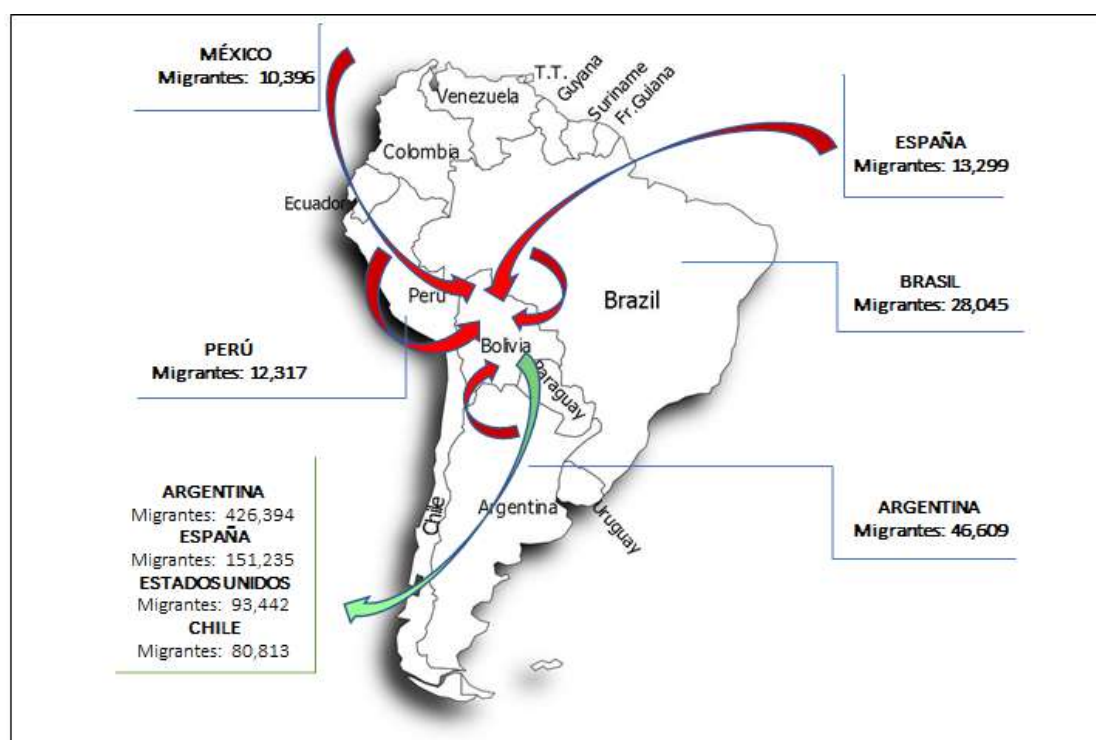 MÉXICO
Migrantes: 10,396
T.T.
Guyana
Suriname
Fr.Guiana
Venezuela
Colombia
Ecuador
ESPAÑA
Migrantes: 13,299
Perú
Brazil
BRASIL
Migrantes: 28,045
PERÚ
Migrantes: 12,317
Bolivia
Paraguay
ARGENTINA
Migrantes: 426,394
ESPAÑA
Migrantes: 151,235
ESTADOS UNIDOS
Migrantes: 93,442
CHILE
Migrantes: 80,813
Chile
Argentina
Uruguay
ARGENTINA
Migrantes: 46,609